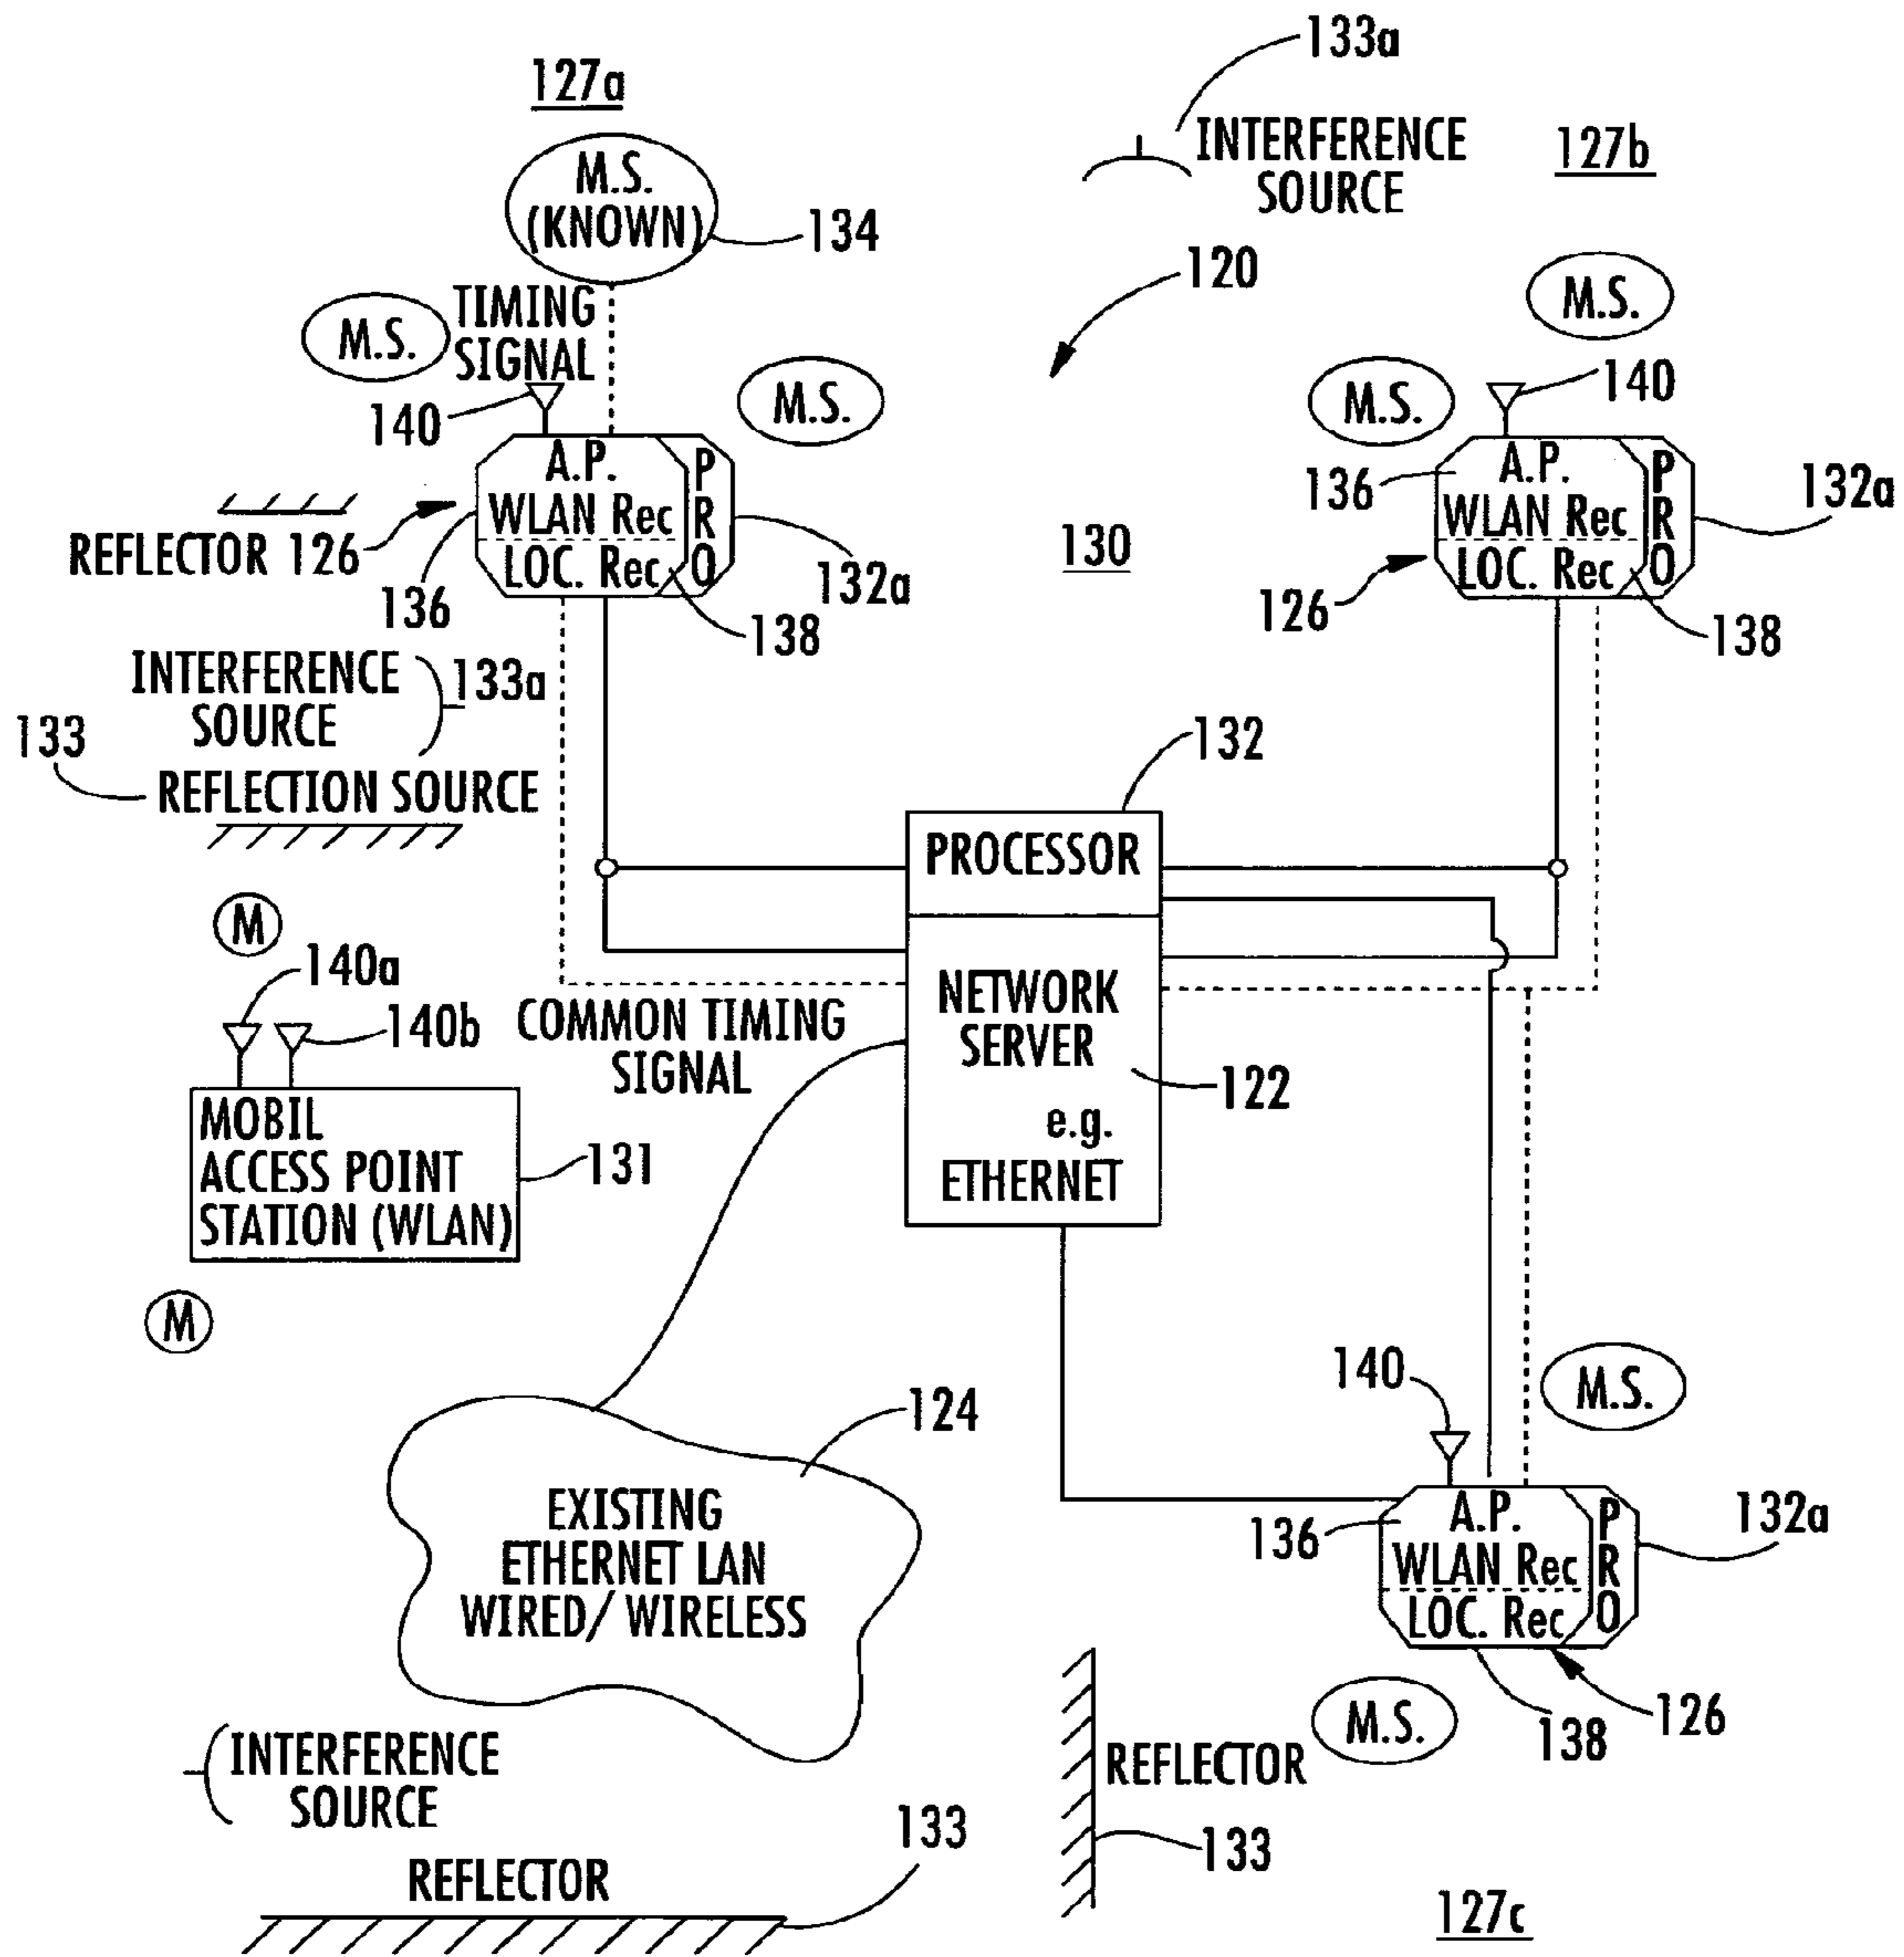 133a
127a
INTERFERENCE
SOURCE
127b
M.S.
(KNOWN)
134
120
M.S.
TIMING
SIGNAL
M.S.
M.S.
M.S.
140
140
A.P.
WLAN Rec
LOC. Rec
PRO
136
A.P.
WLAN Rec
LOC. Rec
PRO
132a
REFLECTOR 126
130
136
132a
138
126
138
INTERFERENCE
SOURCE
133a
133
REFLECTION SOURCE
132
PROCESSOR
M
140a
140b
COMMON TIMING
SIGNAL
NETWORK
SERVER
e.g.
ETHERNET
122
MOBIL
ACCESS POINT
STATION (WLAN)
131
M
140
M.S.
124
EXISTING
ETHERNET LAN
WIRED/ WIRELESS
136
A.P.
WLAN Rec
LOC. Rec
PRO
132a
M.S.
138
126
INTERFERENCE
SOURCE
REFLECTOR
133
REFLECTOR
133
127c